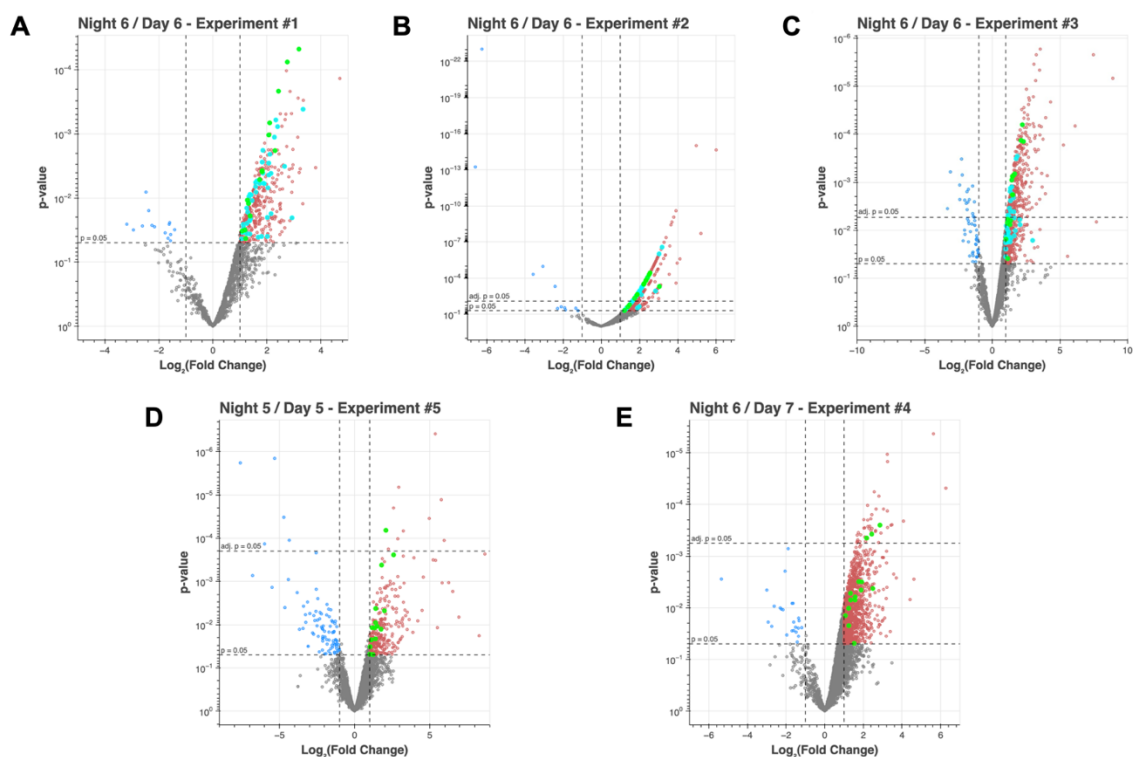 A
Night 6 / Day 6 - Experiment #1
p-value
10⁻⁴
10⁻³
10⁻²
10⁻¹
10⁰
p = 0.05
−4 −2 0 2 4
Log₂(Fold Change)
B
Night 6 / Day 6 - Experiment #2
p-value
10⁻²²
10⁻¹⁹
10⁻¹⁶
10⁻¹³
10⁻¹⁰
10⁻⁷
10⁻⁴
10⁻¹
adj. p = 0.05
p = 0.05
−6 −4 −2 0 2 4 6
Log₂(Fold Change)
C
Night 6 / Day 6 - Experiment #3
p-value
10⁻⁶
10⁻⁵
10⁻⁴
10⁻³
10⁻²
10⁻¹
10⁰
adj. p = 0.05
p = 0.05
−10 −5 0 5 10
Log₂(Fold Change)
D
Night 5 / Day 5 - Experiment #5
p-value
10⁻⁶
10⁻⁵
10⁻⁴
10⁻³
10⁻²
10⁻¹
10⁰
adj. p = 0.05
p = 0.05
−5 0 5
Log₂(Fold Change)
E
Night 6 / Day 7 - Experiment #4
p-value
10⁻⁵
10⁻⁴
10⁻³
10⁻²
10⁻¹
10⁰
adj. p = 0.05
p = 0.05
−6 −4 −2 0 2 4 6
Log₂(Fold Change)